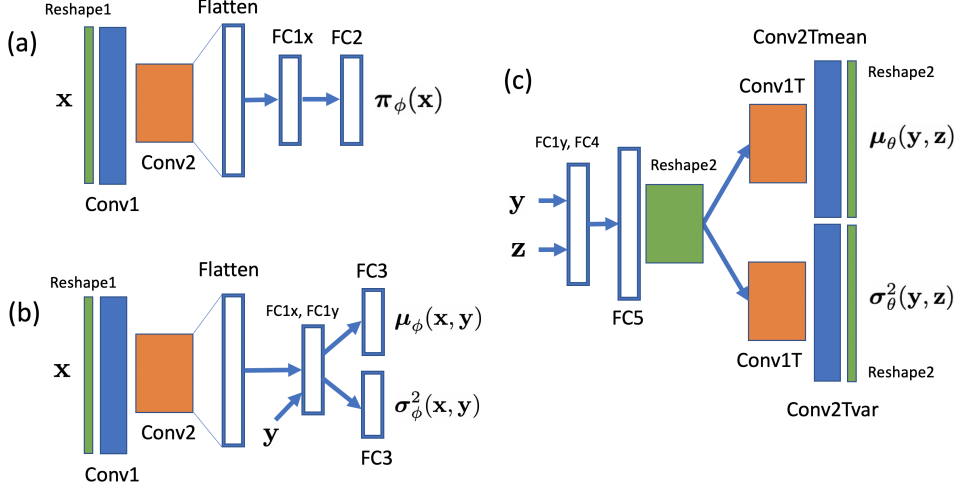 (a)
Reshape1
x
Conv1
Conv2
Flatten
FC1x
FC2
π_ϕ(x)
(b)
Reshape1
x
Conv1
Conv2
Flatten
y
FC1x, FC1y
FC3
μ_ϕ(x, y)
σ²_ϕ(x, y)
FC3
(c)
y
z
FC1y, FC4
FC5
Reshape2
Conv1T
Conv2Tmean
Reshape2
μ_θ(y, z)
Conv1T
σ²_θ(y, z)
Reshape2
Conv2Tvar